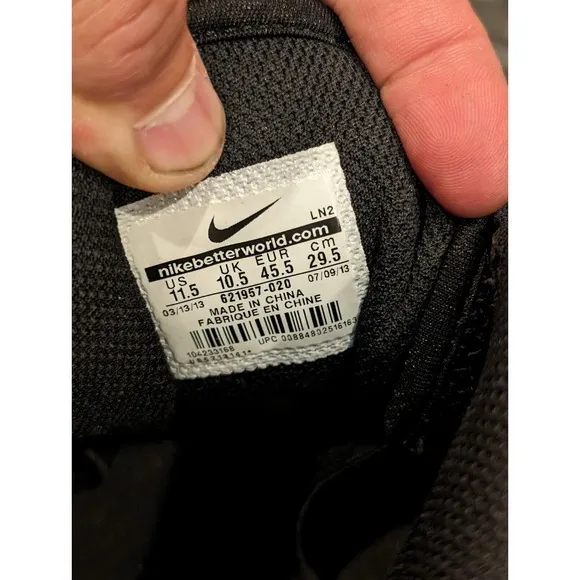 LN2
nikebetterworld.com
US UK EUR cm
11.5 10.5 45.5 29.5
03/13/13 621957-020 07/09/13
MADE IN CHINA
FABRIQUE EN CHINE
104233168 UPC 00884802516163